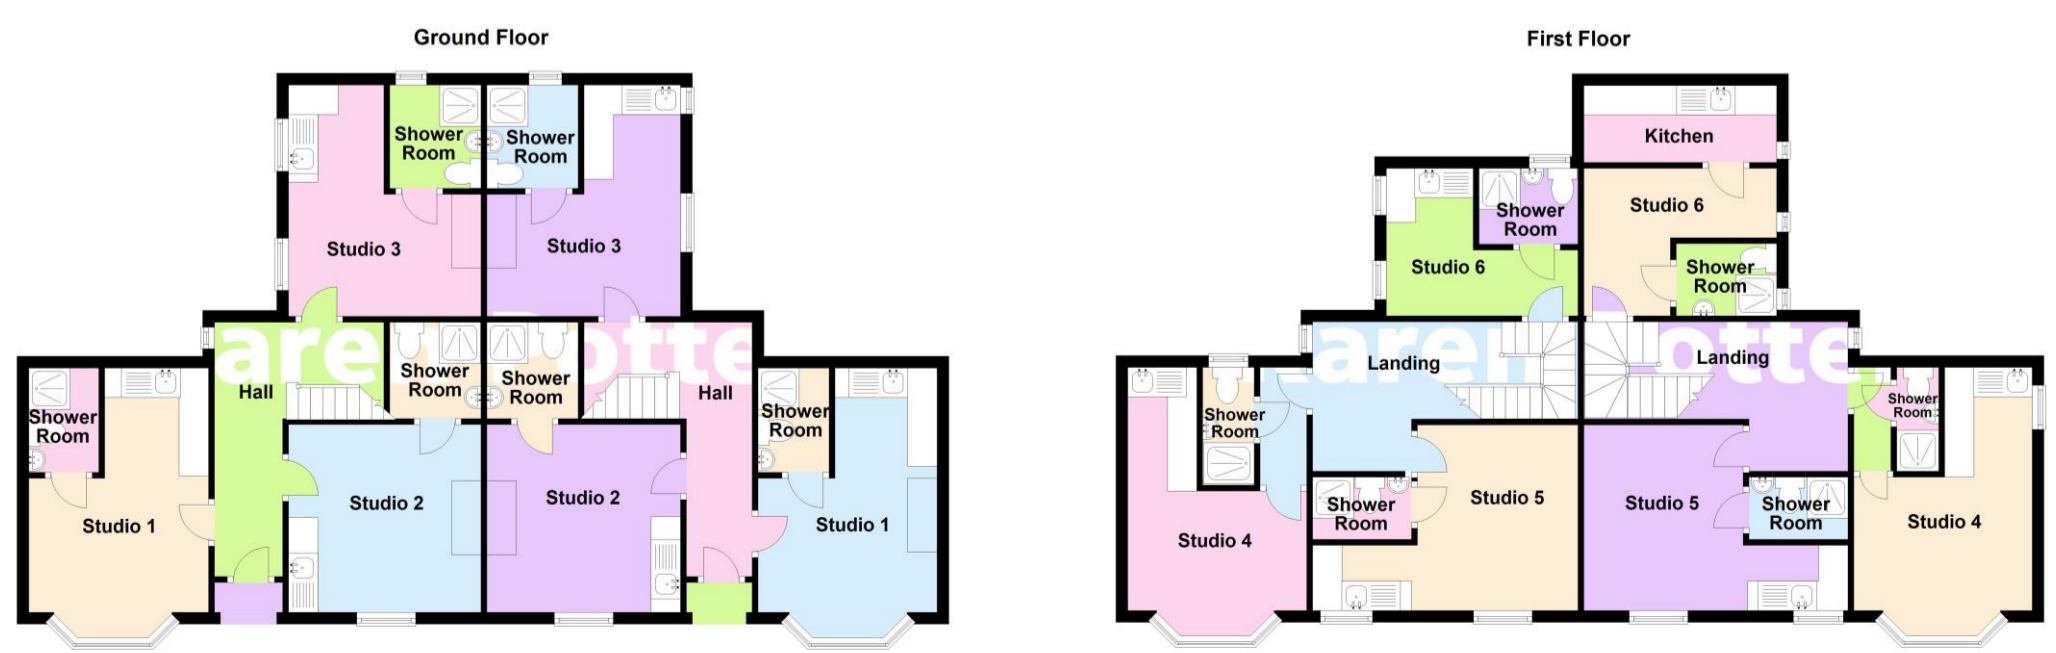 Ground Floor
Shower
Room
Shower
Room
Studio 3
Studio 3
Hall
Shower
Room
Shower
Room
Hall
Shower
Room
Shower
Room
Studio 1
Studio 2
Studio 2
Studio 1
First Floor
Kitchen
Shower
Room
Studio 6
Studio 6
Shower
Room
Landing
Landing
Shower
Room
Shower
Room
Studio 4
Shower
Room
Studio 5
Studio 5
Shower
Room
Studio 4